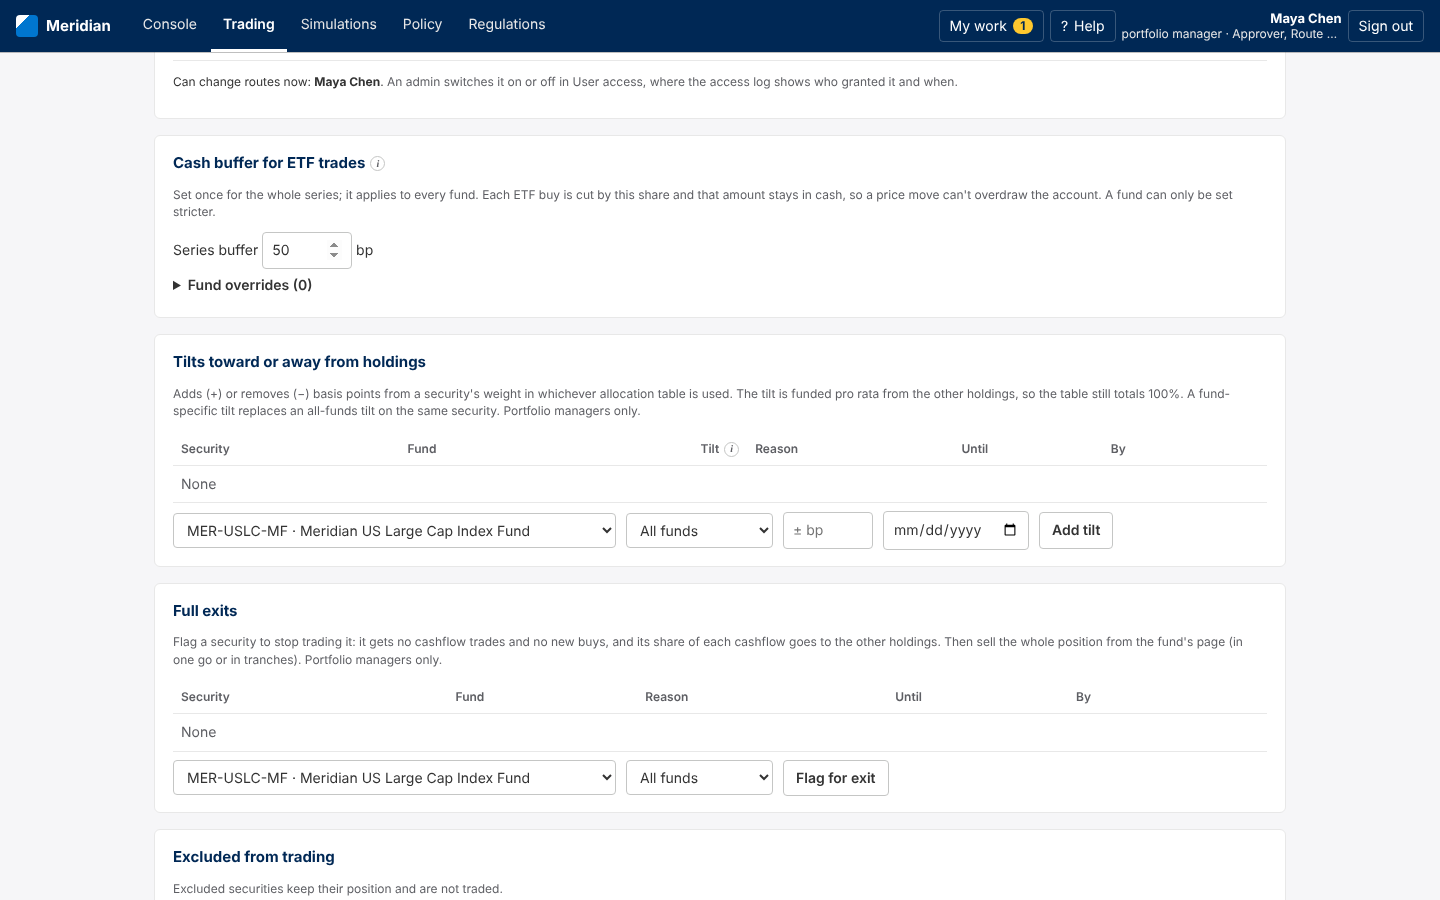 Meridian
Console
Trading
Simulations
Policy
Regulations
My work 1
? Help
Maya Chen
portfolio manager · Approver, Route ...
Sign out
Can change routes now: Maya Chen. An admin switches it on or off in User access, where the access log shows who granted it and when.
Cash buffer for ETF trades i
Set once for the whole series; it applies to every fund. Each ETF buy is cut by this share and that amount stays in cash, so a price move can't overdraw the account. A fund can only be set
stricter.
Series buffer 50 bp
Fund overrides (0)
Tilts toward or away from holdings
Adds (+) or removes (−) basis points from a security's weight in whichever allocation table is used. The tilt is funded pro rata from the other holdings, so the table still totals 100%. A fund-
specific tilt replaces an all-funds tilt on the same security. Portfolio managers only.
Security Fund Tilt i Reason Until By
None
MER-USLC-MF · Meridian US Large Cap Index Fund All funds ± bp mm/dd/yyyy Add tilt
Full exits
Flag a security to stop trading it: it gets no cashflow trades and no new buys, and its share of each cashflow goes to the other holdings. Then sell the whole position from the fund's page (in
one go or in tranches). Portfolio managers only.
Security Fund Reason Until By
None
MER-USLC-MF · Meridian US Large Cap Index Fund All funds Flag for exit
Excluded from trading
Excluded securities keep their position and are not traded.